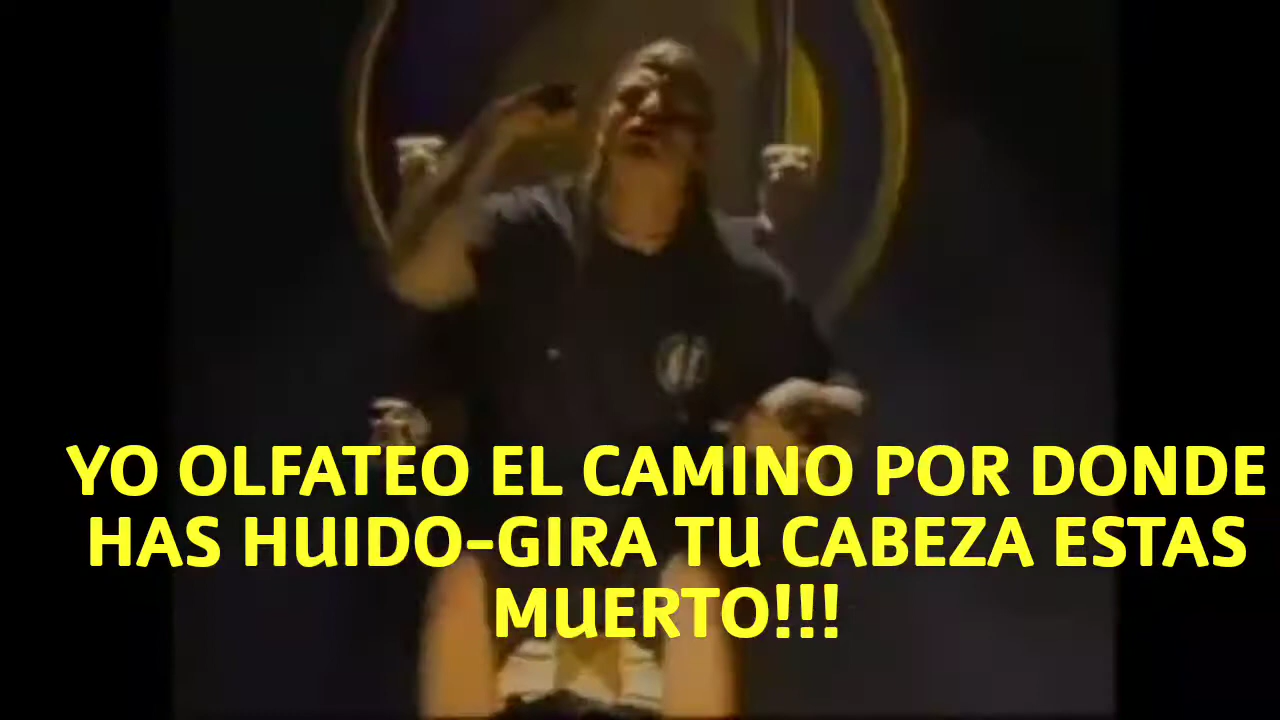 YO OLFATEO EL CAMINO POR DONDE
HAS HUIDO-GIRA TU CABEZA ESTAS
MUERTO!!!